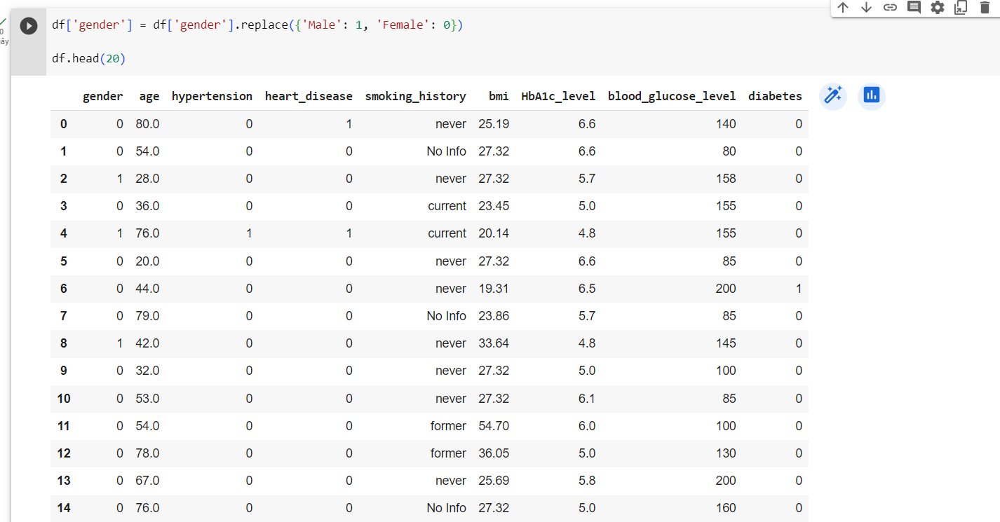 df['gender'] = df['gender'].replace({'Male': 1, 'Female': 0})
0
df.head(20)
gender age hypertension heart_disease smoking_history bmi HbA1c_level blood_glucose_level diabetes
0 0 80.0 0 1 never 25.19 6.6 140 0
1 0 54.0 0 0 No Info 27.32 6.6 80 0
2 1 28.0 0 0 never 27.32 5.7 158 0
3 0 36.0 0 0 current 23.45 5.0 155 0
4 1 76.0 1 1 current 20.14 4.8 155 0
5 0 20.0 0 0 never 27.32 6.6 85 0
6 0 44.0 0 0 never 19.31 6.5 200 1
7 0 79.0 0 0 No Info 23.86 5.7 85 0
8 1 42.0 0 0 never 33.64 4.8 145 0
9 0 32.0 0 0 never 27.32 5.0 100 0
10 0 53.0 0 0 never 27.32 6.1 85 0
11 0 54.0 0 0 former 54.70 6.0 100 0
12 0 78.0 0 0 former 36.05 5.0 130 0
13 0 67.0 0 0 never 25.69 5.8 200 0
14 0 76.0 0 0 No Info 27.32 5.0 160 0